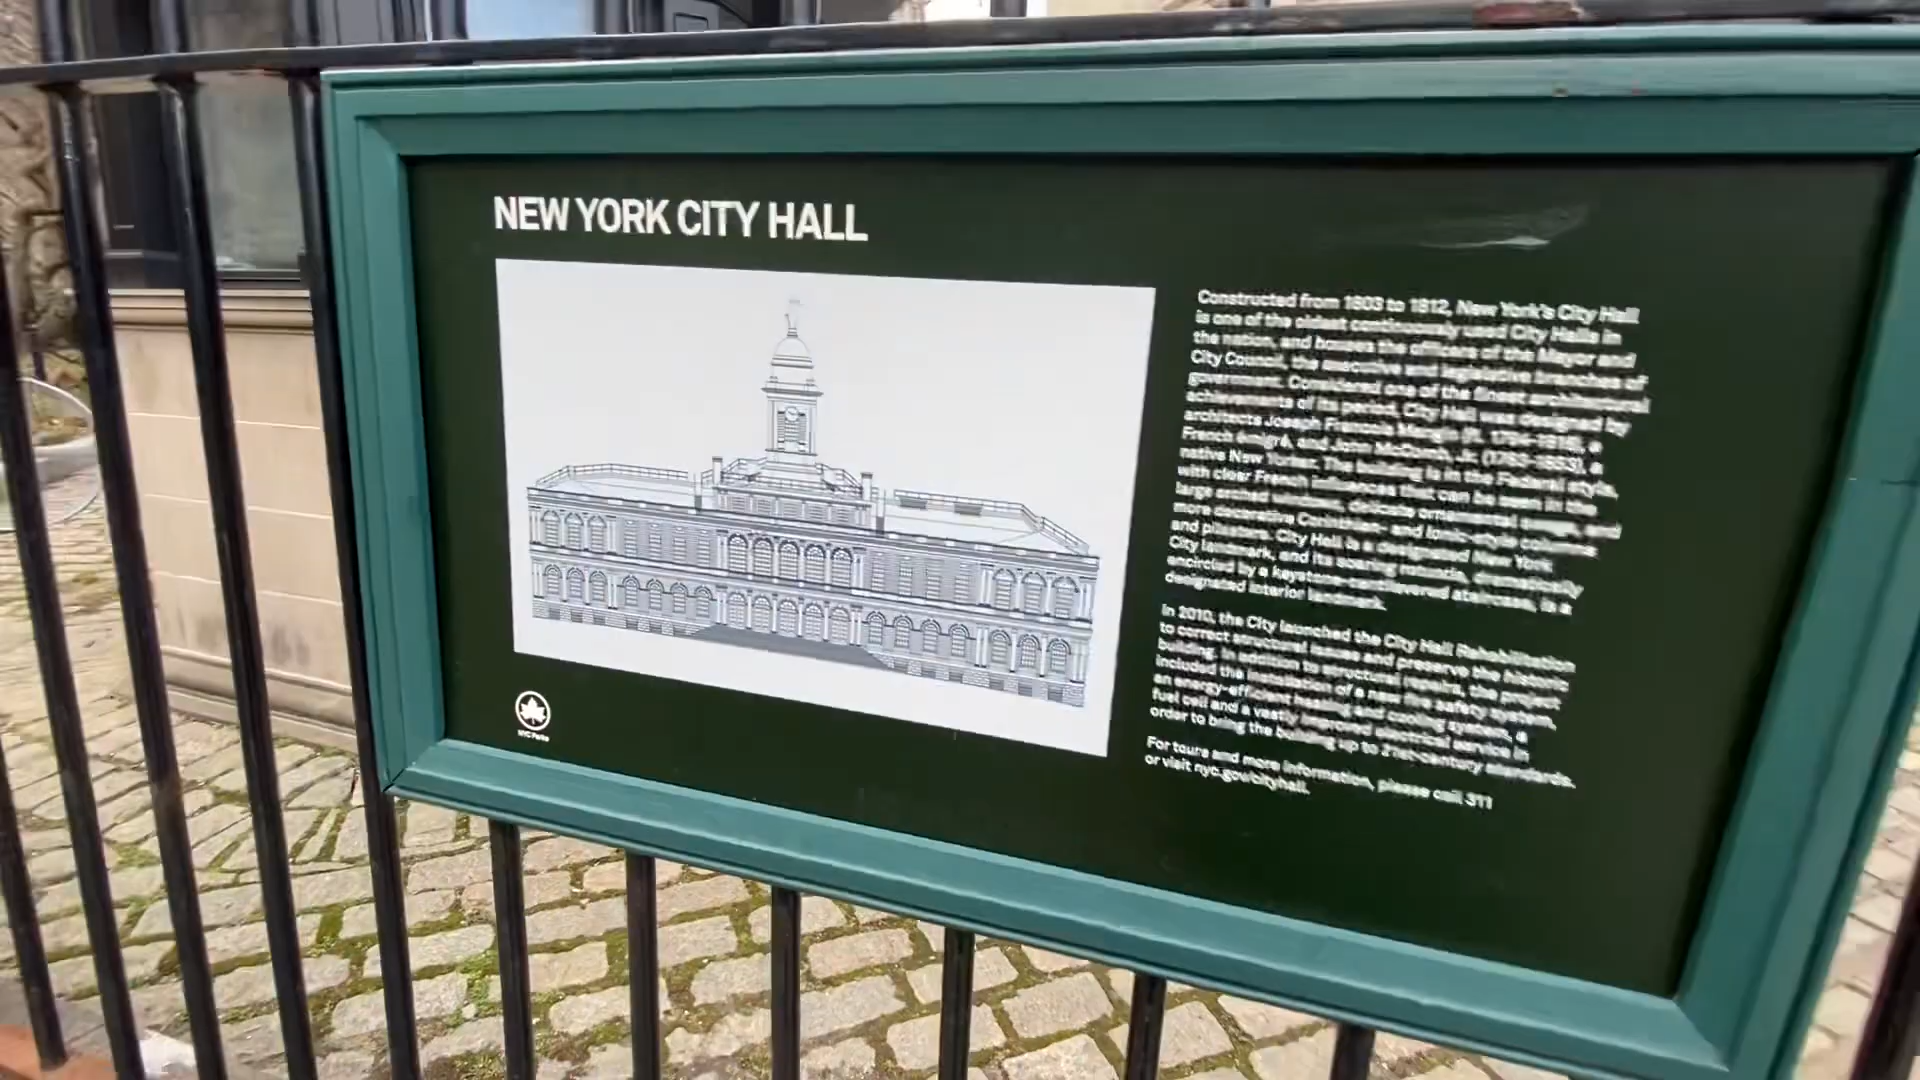 NEW YORK CITY HALL
Constructed from 1803 to 1812, New York's City Hall
is one of the oldest continuously used City Halls in
the nation, and houses the offices of the Mayor and
City Council, the executive and legislative branches of
government. Considered one of the finest architectural
achievements of its period, City Hall was designed by
architects Joseph Francois Mangin a
French émigré, and John McComb, Jr. (1763-1853), a
native New Yorker. The building is in the Federal style,
with clear French influences that can be seen in the
large arched windows, delicate ornamental and
more decorative Corinthian- and Ionic-style columns
and pilasters. City Hall is a designated New York
City landmark, and its soaring rotunda, dramatically
encircled by a keystone-cantilevered staircase, is a
designated interior landmark.
In 2010, the City launched the City Hall Rehabilitation
to correct structural issues and preserve the historic
building. In addition to structural repairs, the project
included the installation of a new fire safety system,
an energy-efficient heating and cooling system, a
fuel cell and a vastly improved electrical service in
order to bring the building up to 21st-century standards.
For tours and more information, please call 311
or visit nyc.gov/cityhall.
NYC Parks